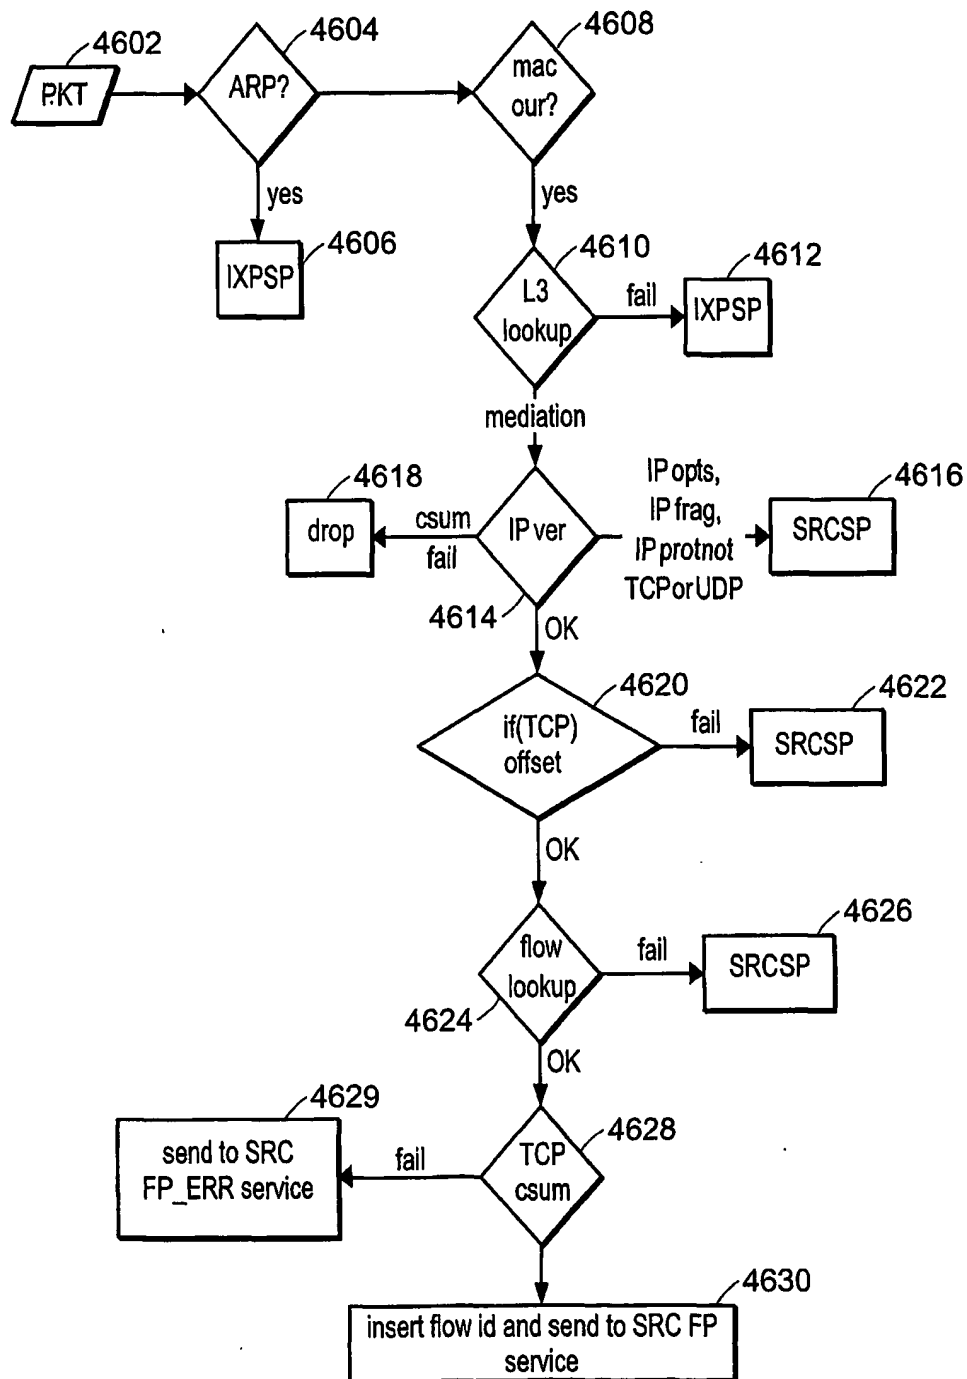 4602
PKT
4604
ARP?
4608
mac
our?
yes
4606
IXPSP
yes
4610
L3
lookup
fail
4612
IXPSP
mediation
4618
drop
csum
fail
IP ver
4614
IP opts,
IP frag,
IP protnot
TCPorUDP
4616
SRCSP
OK
4620
if(TCP)
offset
fail
4622
SRCSP
OK
flow
lookup
4624
fail
4626
SRCSP
OK
4629
send to SRC
FP_ERR service
fail
4628
TCP
csum
4630
insert flow id and send to SRC FP
service